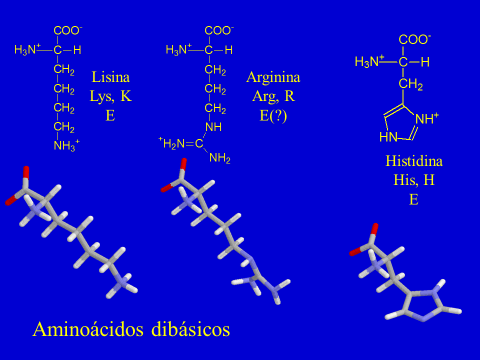 COO⁻
H₃N⁺—C—H
CH₂
CH₂
CH₂
CH₂
NH₃⁺
Lisina
Lys, K
E
COO⁻
H₃N⁺—C—H
CH₂
CH₂
CH₂
NH
⁺H₂N=C
NH₂
Arginina
Arg, R
E(?)
COO⁻
H₃N⁺—C—H
CH₂
NH⁺
HN
Histidina
His, H
E
Aminoácidos dibásicos